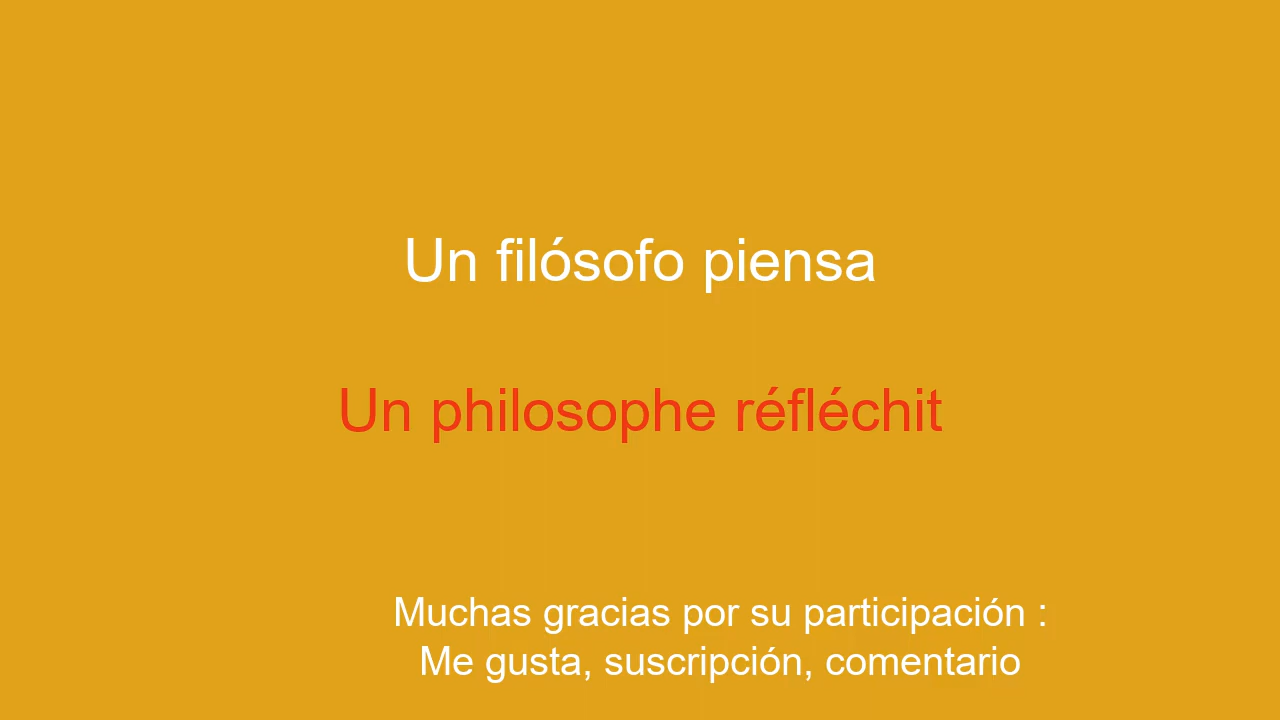 Un filósofo piensa
Un philosophe réfléchit
Muchas gracias por su participación :
Me gusta, suscripción, comentario